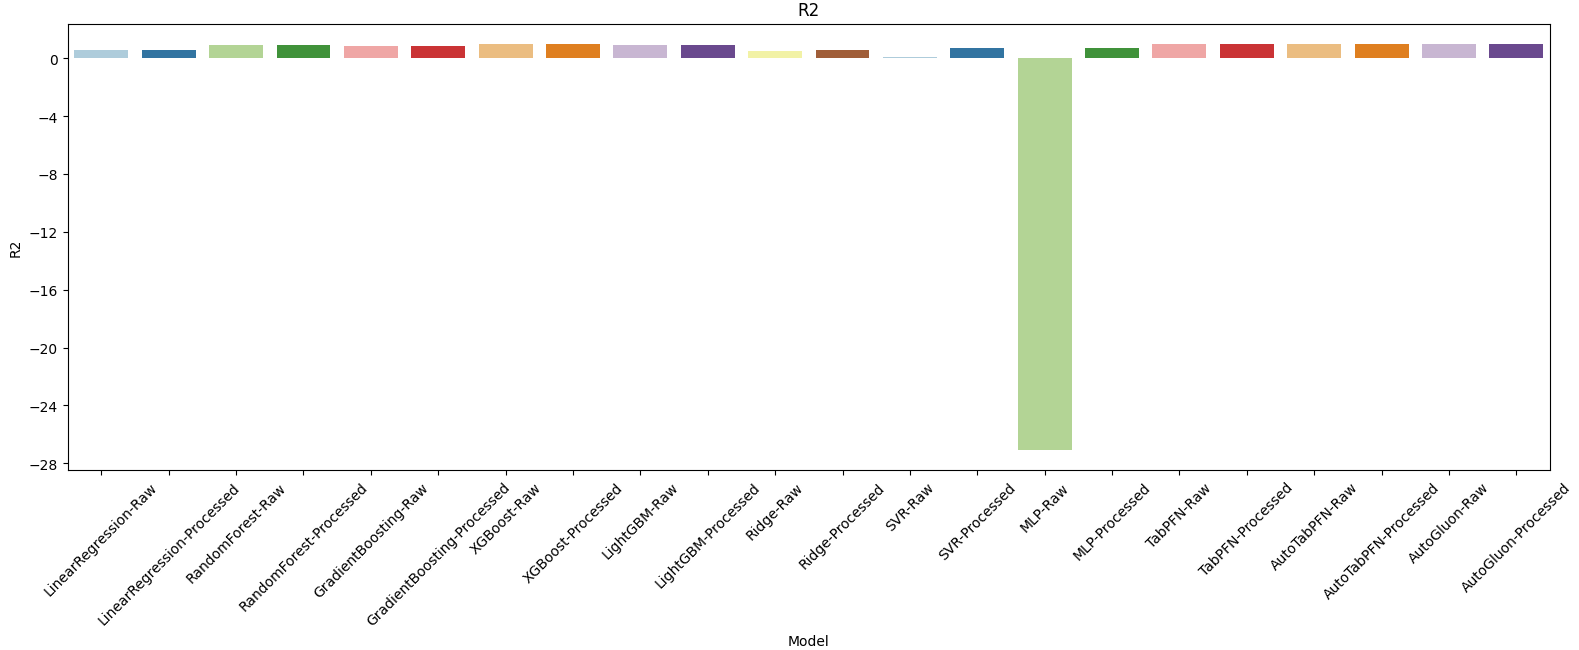 R2
R2
0
−4
−8
−12
−16
−20
−24
−28
LinearRegression-Raw
LinearRegression-Processed
RandomForest-Raw
RandomForest-Processed
GradientBoosting-Raw
GradientBoosting-Processed
XGBoost-Raw
XGBoost-Processed
LightGBM-Raw
LightGBM-Processed
Ridge-Raw
Ridge-Processed
SVR-Raw
SVR-Processed
MLP-Raw
MLP-Processed
TabPFN-Raw
TabPFN-Processed
AutoTabPFN-Raw
AutoTabPFN-Processed
AutoGluon-Raw
AutoGluon-Processed
Model